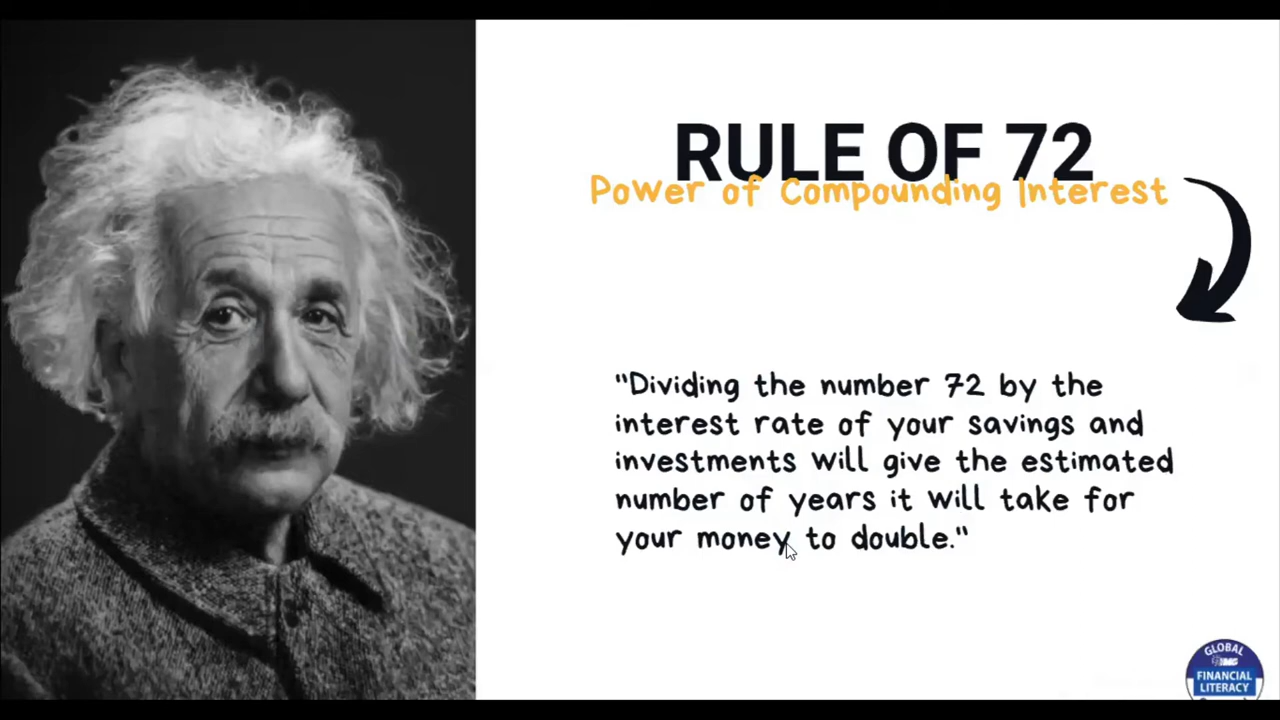 RULE OF 72
Power of Compounding Interest
"Dividing the number 72 by the
interest rate of your savings and
investments will give the estimated
number of years it will take for
your money to double."
GLOBAL
FINANCIAL
LITERACY